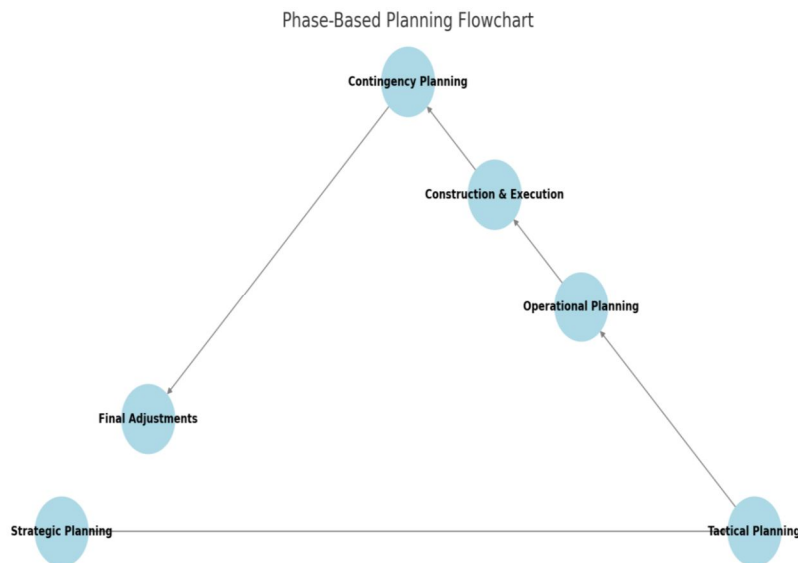 Phase-Based Planning Flowchart
Contingency Planning
Construction & Execution
Operational Planning
Final Adjustments
Strategic Planning
Tactical Planning